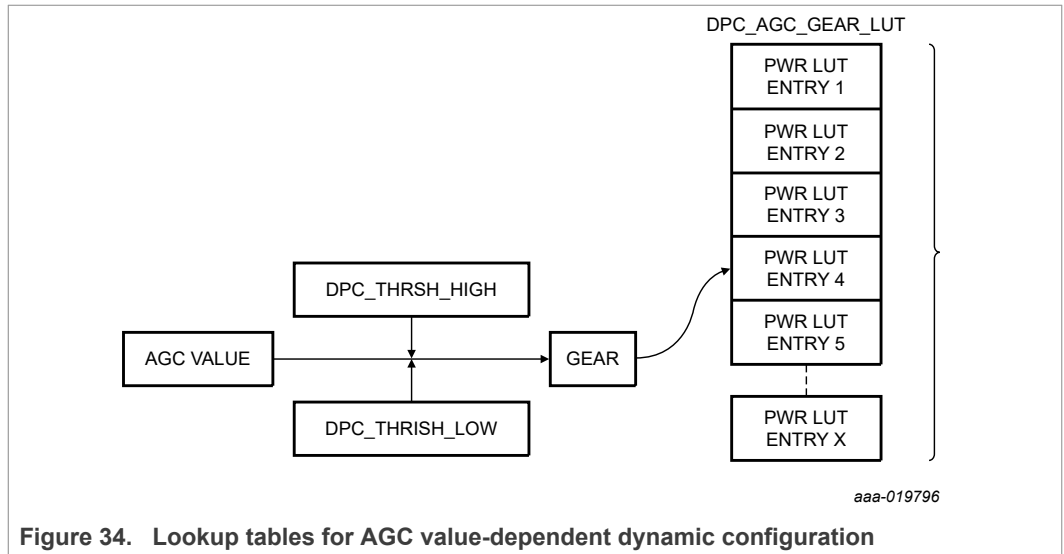 DPC_AGC_GEAR_LUT
PWR LUT
ENTRY 1
PWR LUT
ENTRY 2
PWR LUT
ENTRY 3
PWR LUT
ENTRY 4
PWR LUT
ENTRY 5
PWR LUT
ENTRY X
DPC_THRSH_HIGH
AGC VALUE
GEAR
DPC_THRISH_LOW
aaa-019796
Figure 34. Lookup tables for AGC value-dependent dynamic configuration